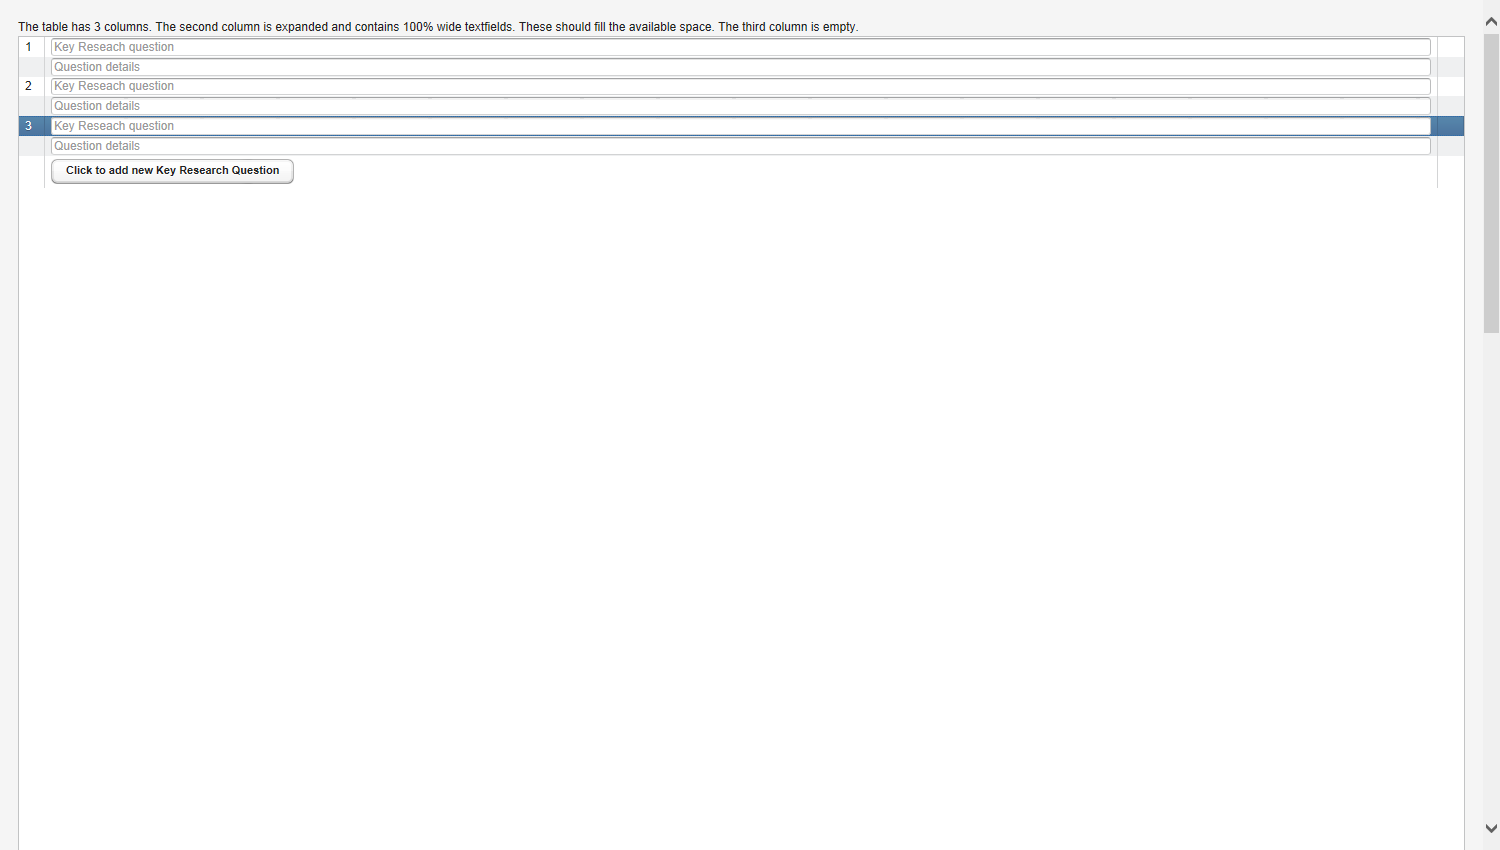 The table has 3 columns. The second column is expanded and contains 100% wide textfields. These should fill the available space. The third column is empty.
1 Key Reseach question
Question details
2 Key Reseach question
Question details
3 Key Reseach question
Question details
Click to add new Key Research Question